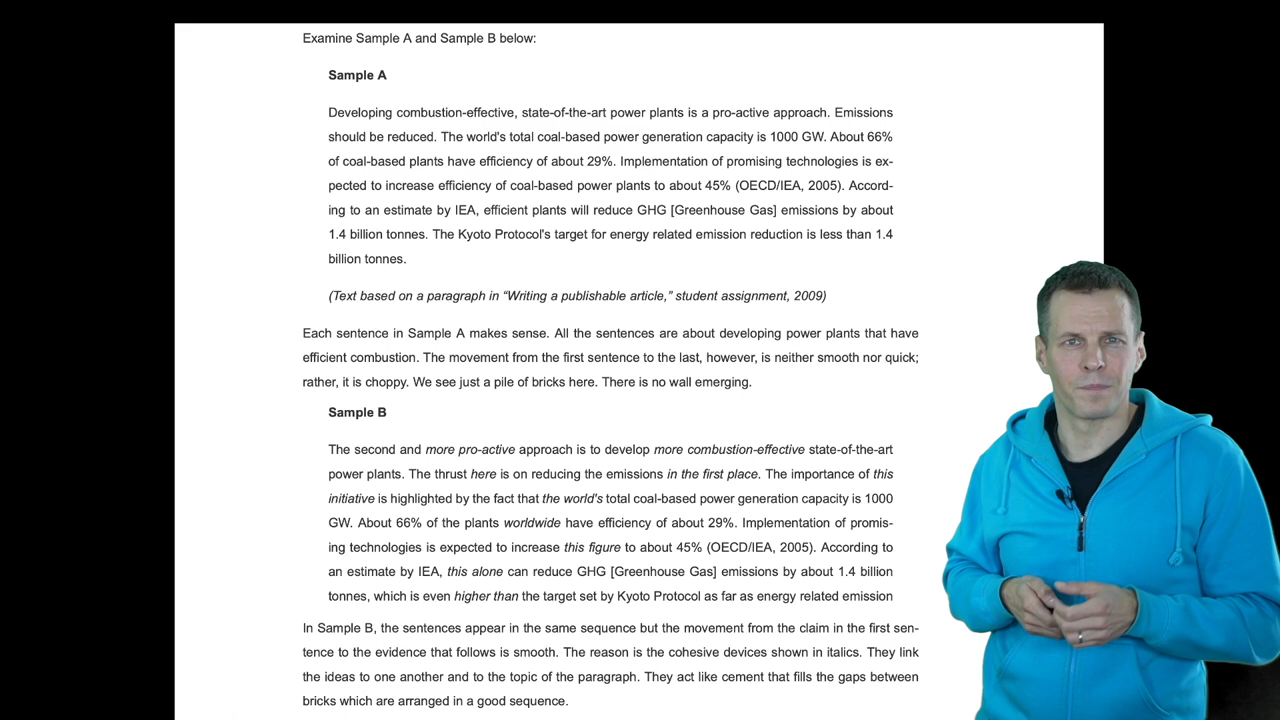 Examine Sample A and Sample B below:
Sample A
Developing combustion-effective, state-of-the-art power plants is a pro-active approach. Emissions
should be reduced. The world's total coal-based power generation capacity is 1000 GW. About 66%
of coal-based plants have efficiency of about 29%. Implementation of promising technologies is ex-
pected to increase efficiency of coal-based power plants to about 45% (OECD/IEA, 2005). Accord-
ing to an estimate by IEA, efficient plants will reduce GHG [Greenhouse Gas] emissions by about
1.4 billion tonnes. The Kyoto Protocol's target for energy related emission reduction is less than 1.4
billion tonnes.
(Text based on a paragraph in “Writing a publishable article,” student assignment, 2009)
Each sentence in Sample A makes sense. All the sentences are about developing power plants that have
efficient combustion. The movement from the first sentence to the last, however, is neither smooth nor quick;
rather, it is choppy. We see just a pile of bricks here. There is no wall emerging.
Sample B
The second and more pro-active approach is to develop more combustion-effective state-of-the-art
power plants. The thrust here is on reducing the emissions in the first place. The importance of this
initiative is highlighted by the fact that the world's total coal-based power generation capacity is 1000
GW. About 66% of the plants worldwide have efficiency of about 29%. Implementation of promis-
ing technologies is expected to increase this figure to about 45% (OECD/IEA, 2005). According to
an estimate by IEA, this alone can reduce GHG [Greenhouse Gas] emissions by about 1.4 billion
tonnes, which is even higher than the target set by Kyoto Protocol as far as energy related emission
In Sample B, the sentences appear in the same sequence but the movement from the claim in the first sen-
tence to the evidence that follows is smooth. The reason is the cohesive devices shown in italics. They link
the ideas to one another and to the topic of the paragraph. They act like cement that fills the gaps between
bricks which are arranged in a good sequence.